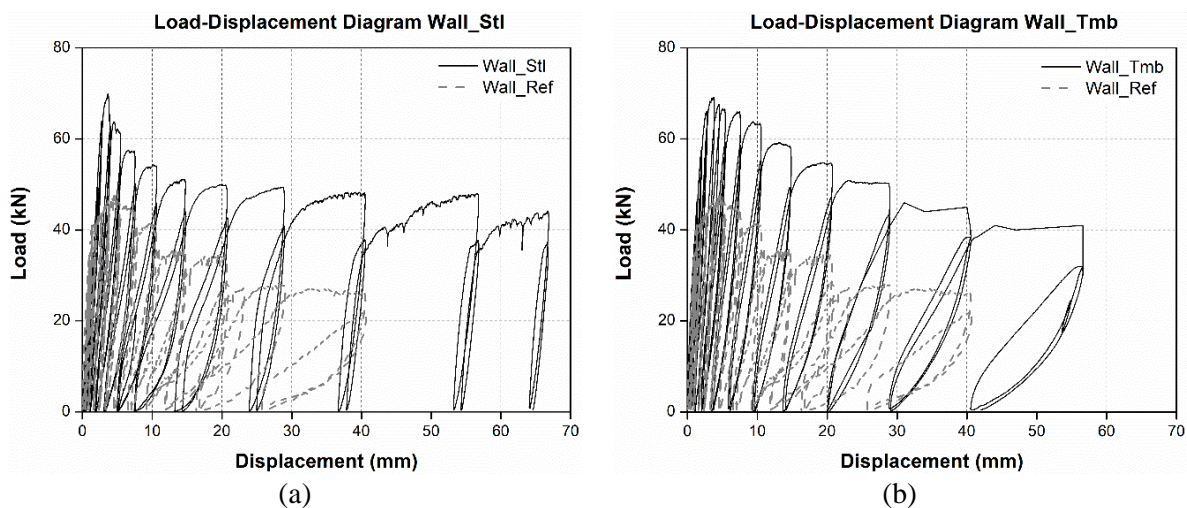 Load-Displacement Diagram Wall_Stl
80
60
40
20
0
Load (kN)
Wall_Stl
Wall_Ref
0 10 20 30 40 50 60 70
Displacement (mm)
(a)
Load-Displacement Diagram Wall_Tmb
80
60
40
20
0
Load (kN)
Wall_Tmb
Wall_Ref
0 10 20 30 40 50 60 70
Displacement (mm)
(b)